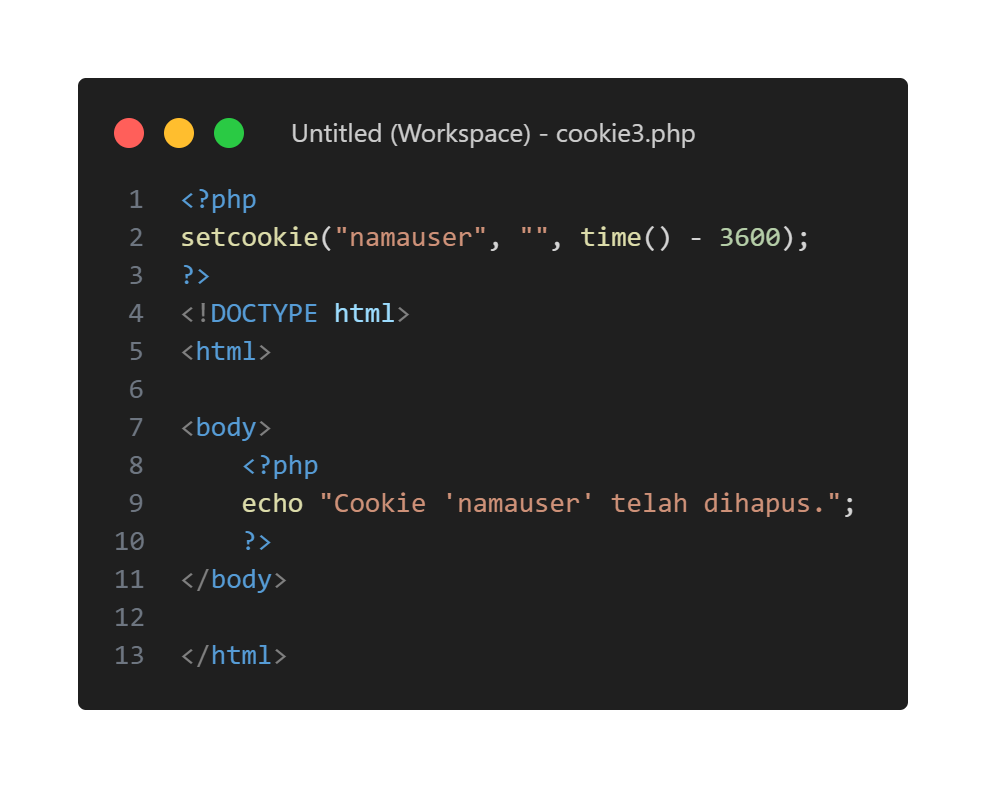 Untitled (Workspace) - cookie3.php
1 <?php
2 setcookie("namauser", "", time() - 3600);
3 ?>
4 <!DOCTYPE html>
5 <html>
6
7 <body>
8     <?php
9     echo "Cookie 'namauser' telah dihapus.";
10     ?>
11 </body>
12
13 </html>